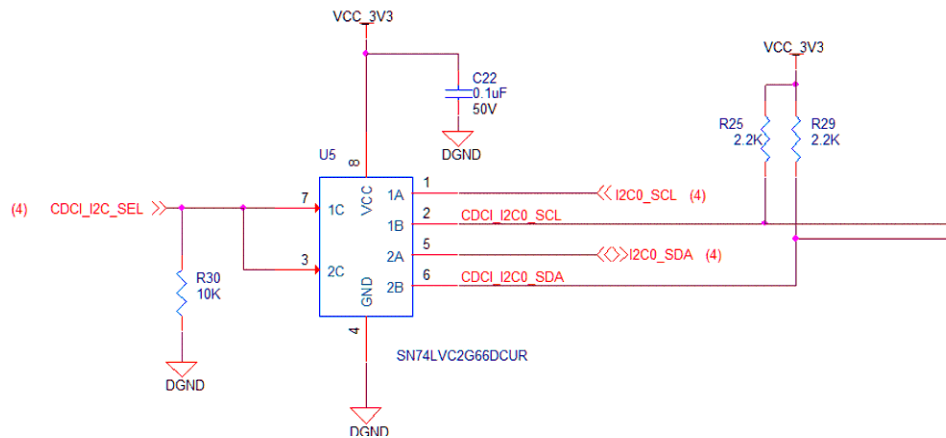 VCC_3V3
C22
0.1uF
50V
DGND
VCC_3V3
R25
2.2K
R29
2.2K
U5
8
VCC
(4) CDCI_I2C_SEL
7
1C
3
2C
1A
1
I2C0_SCL (4)
1B
2
CDCI_I2C0_SCL
2A
5
I2C0_SDA (4)
2B
6
CDCI_I2C0_SDA
GND
4
R30
10K
DGND
SN74LVC2G66DCUR
DGND